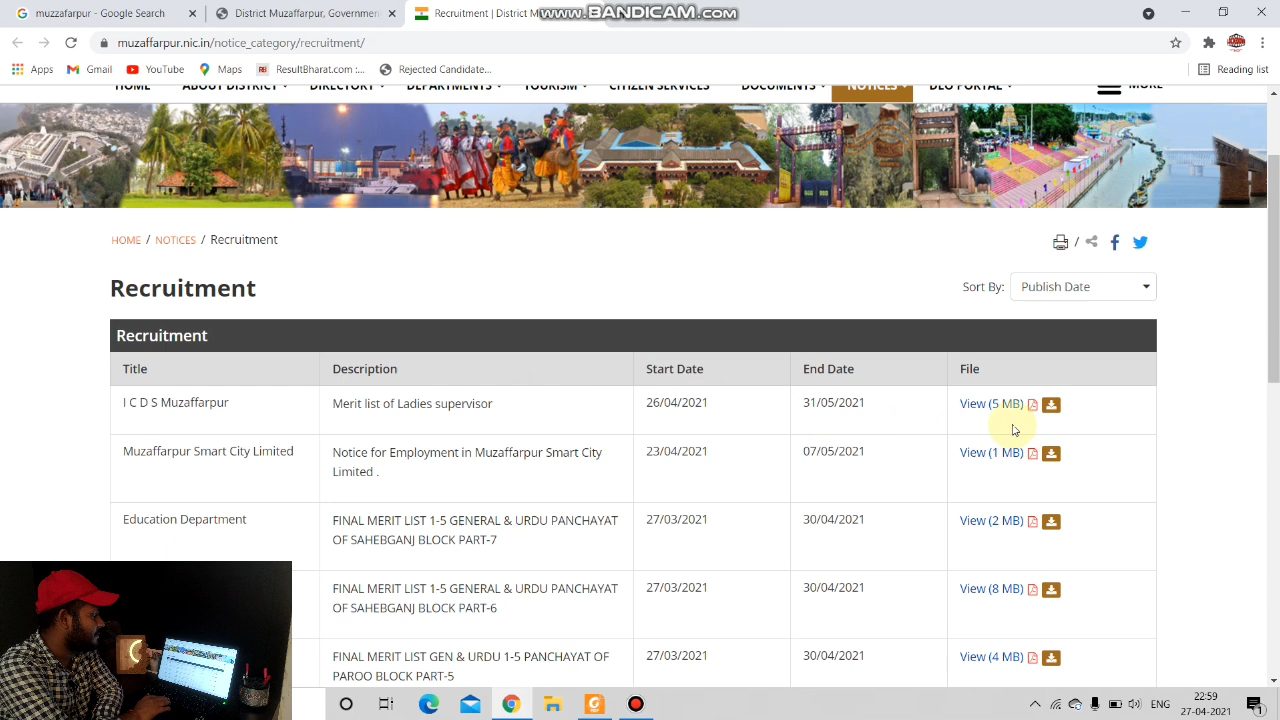 muzaffarpur - Google Search
Muzaffarpur, Governmen
Recruitment | District M
www.BANDICAM.com
muzaffarpur.nic.in/notice_category/recruitment/
Apps
Gmail
YouTube
Maps
ResultBharat.com :...
Rejected Candidate...
Reading list
HOME
ABOUT DISTRICT
DIRECTORY
DEPARTMENTS
TOURISM
CITIZEN SERVICES
DOCUMENTS
NOTICES
DEO PORTAL
MORE
HOME / NOTICES / Recruitment
Recruitment
Sort By: Publish Date
Recruitment
Title Description Start Date End Date File
I C D S Muzaffarpur Merit list of Ladies supervisor 26/04/2021 31/05/2021 View (5 MB)
Muzaffarpur Smart City Limited Notice for Employment in Muzaffarpur Smart City 23/04/2021 07/05/2021 View (1 MB)
Limited .
Education Department FINAL MERIT LIST 1-5 GENERAL & URDU PANCHAYAT 27/03/2021 30/04/2021 View (2 MB)
OF SAHEBGANJ BLOCK PART-7
FINAL MERIT LIST 1-5 GENERAL & URDU PANCHAYAT 27/03/2021 30/04/2021 View (8 MB)
OF SAHEBGANJ BLOCK PART-6
FINAL MERIT LIST GEN & URDU 1-5 PANCHAYAT OF 27/03/2021 30/04/2021 View (4 MB)
PAROO BLOCK PART-5
ENG
22:59
27-04-2021